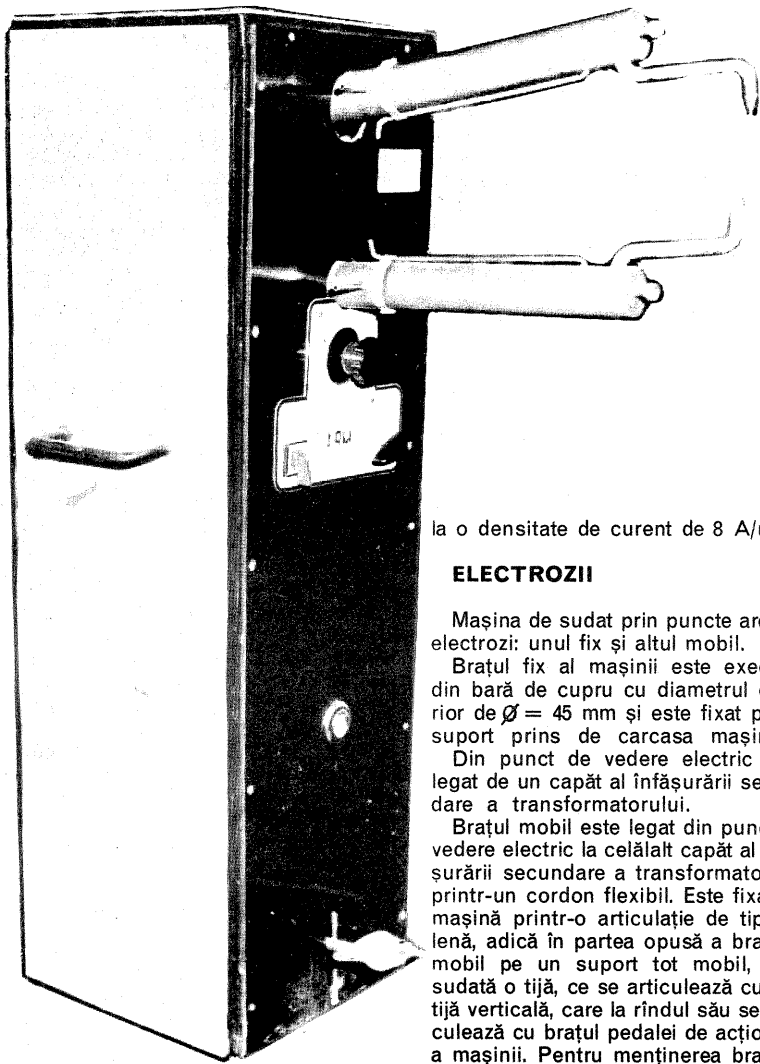 la o densitate de curent de 8 A/
ELECTROZII
Mașina de sudat prin puncte are
electrozi: unul fix și altul mobil.
Brațul fix al mașinii este exe
din bară de cupru cu diametrul
rior de Ø = 45 mm și este fixat p
suport prins de carcasa mași
Din punct de vedere electric
legat de un capăt al înfășurării se
dare a transformatorului.
Brațul mobil este legat din punc
vedere electric la celălalt capăt al
șurării secundare a transformato
printr-un cordon flexibil. Este fixa
mașină printr-o articulație de tip
lenă, adică în partea opusă a bra
mobil pe un suport tot mobil,
sudată o tijă, ce se articulează cu
tijă verticală, care la rîndul său se
culează cu brațul pedalei de acțio
a mașinii. Pentru menținerea bra